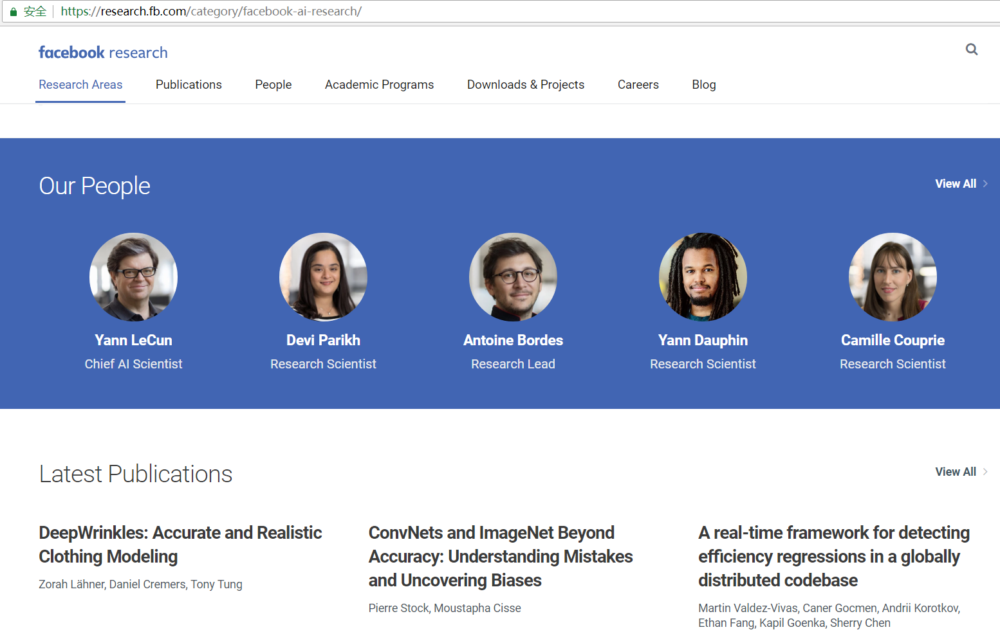 安全 https://research.fb.com/category/facebook-ai-research/
facebook research
Research Areas Publications People Academic Programs Downloads & Projects Careers Blog
Our People
View All
Yann LeCun
Chief AI Scientist
Devi Parikh
Research Scientist
Antoine Bordes
Research Lead
Yann Dauphin
Research Scientist
Camille Couprie
Research Scientist
Latest Publications
View All
DeepWrinkles: Accurate and Realistic
Clothing Modeling
Zorah Lähner, Daniel Cremers, Tony Tung
ConvNets and ImageNet Beyond
Accuracy: Understanding Mistakes
and Uncovering Biases
Pierre Stock, Moustapha Cisse
A real-time framework for detecting
efficiency regressions in a globally
distributed codebase
Martin Valdez-Vivas, Caner Gocmen, Andrii Korotkov,
Ethan Fang, Kapil Goenka, Sherry Chen